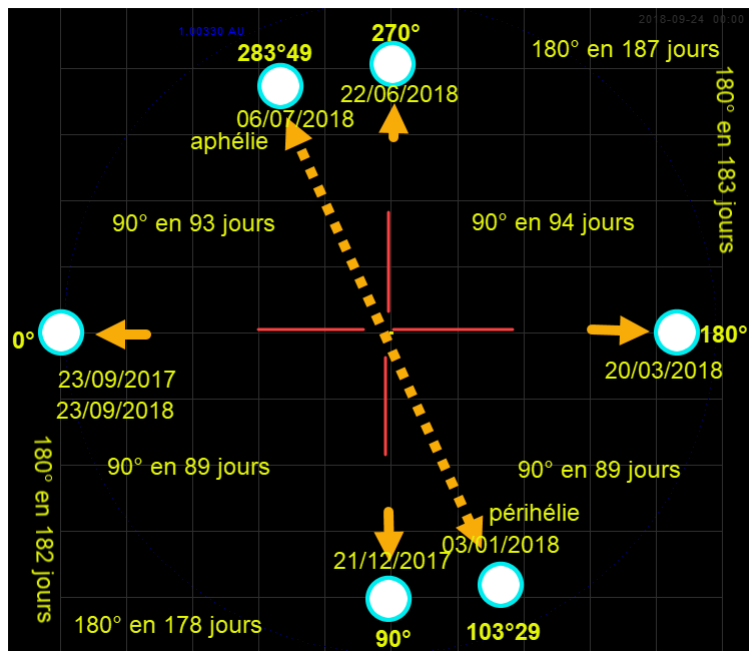 2018-09-24 00:00
1.00330 AU
270°
283°49
180° en 187 jours
22/06/2018
06/07/2018
aphélie
180° en 183 jours
90° en 93 jours
90° en 94 jours
0°
180°
23/09/2017
20/03/2018
23/09/2018
180° en 182 jours
90° en 89 jours
90° en 89 jours
périhélie
03/01/2018
21/12/2017
180° en 178 jours
90°
103°29